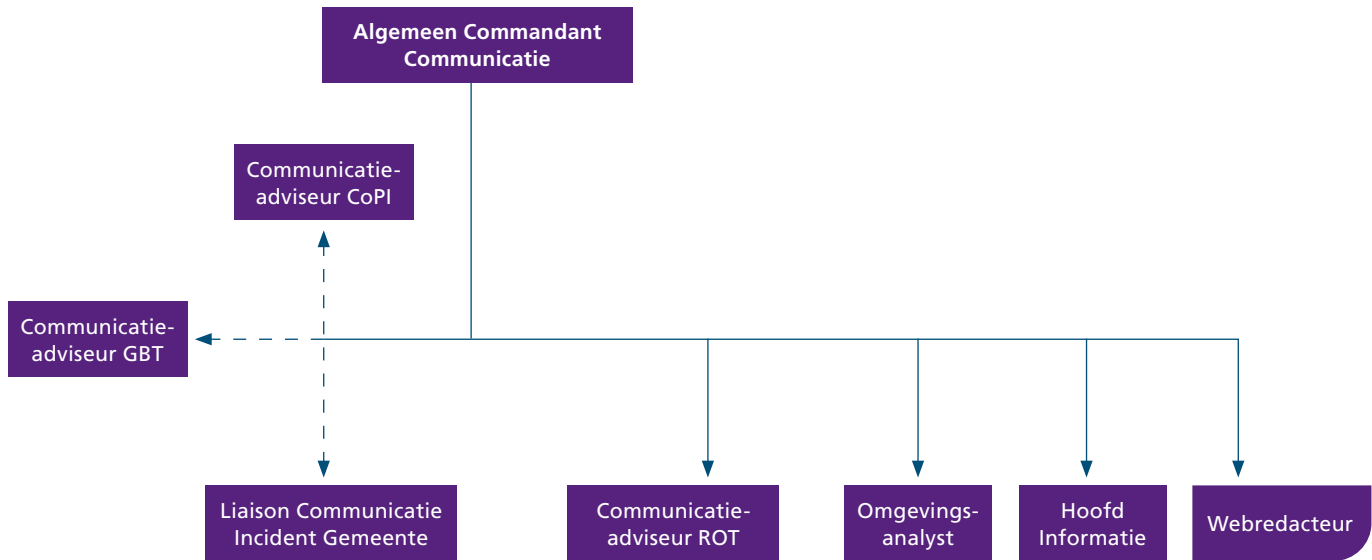 Algemeen Commandant
Communicatie
Communicatie-
adviseur CoPI
Communicatie-
adviseur GBT
Liaison Communicatie
Incident Gemeente
Communicatie-
adviseur ROT
Omgevings-
analyst
Hoofd
Informatie
Webredacteur